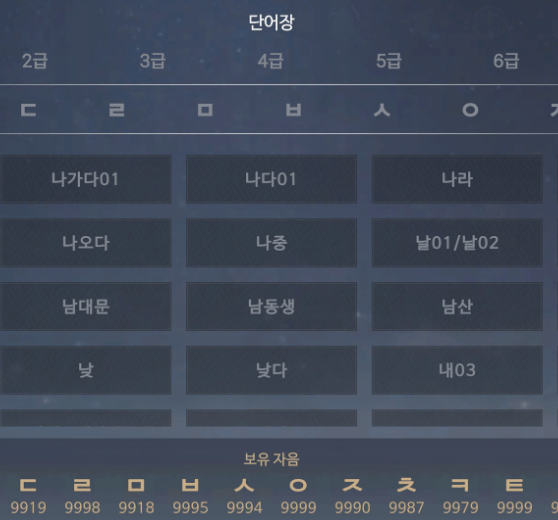 단어장
2급 3급 4급 5급 6급
ㄷ ㄹ ㅁ ㅂ ㅅ ㅇ
나가다01 나다01 나라
나오다 나중 날01/날02
남대문 남동생 남산
낮 낮다 내03
보유 자음
ㄷ ㄹ ㅁ ㅂ ㅅ ㅇ ㅈ ㅊ ㅋ ㅌ
9919 9998 9918 9995 9994 9999 9990 9987 9979 9999